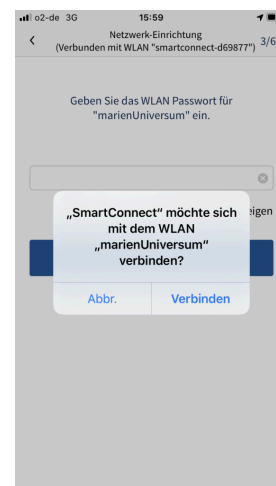 o2-de 3G 15:59
Netzwerk-Einrichtung
(Verbunden mit WLAN "smartconnect-d69877") 3/6
Geben Sie das WLAN Passwort für
"marienUniversum" ein.
eigen
„SmartConnect“ möchte sich
mit dem WLAN
„marienUniversum“
verbinden?
Abbr. Verbinden